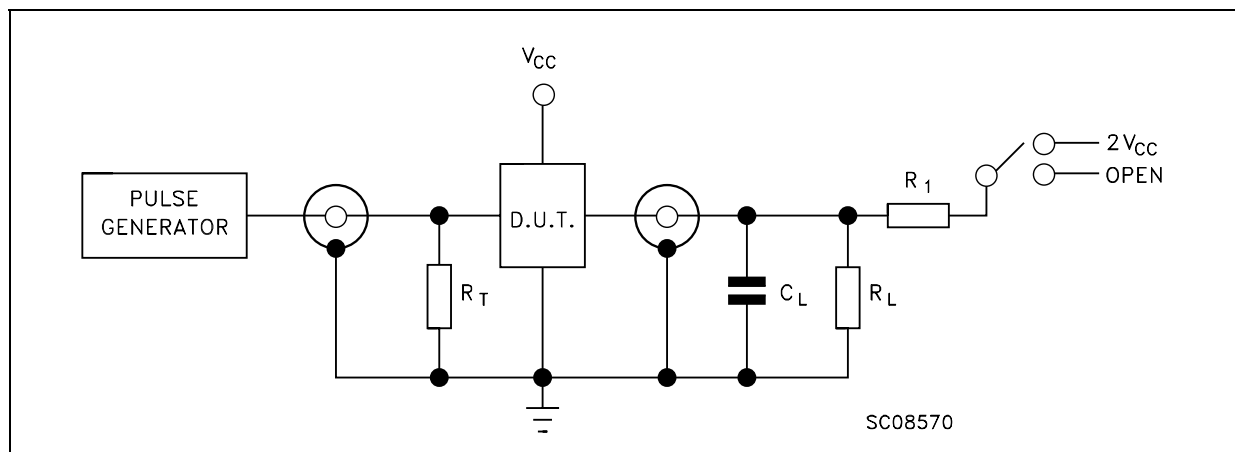 VCC
2VCC
OPEN
R1
PULSE
GENERATOR
D.U.T.
RT
CL
RL
SC08570